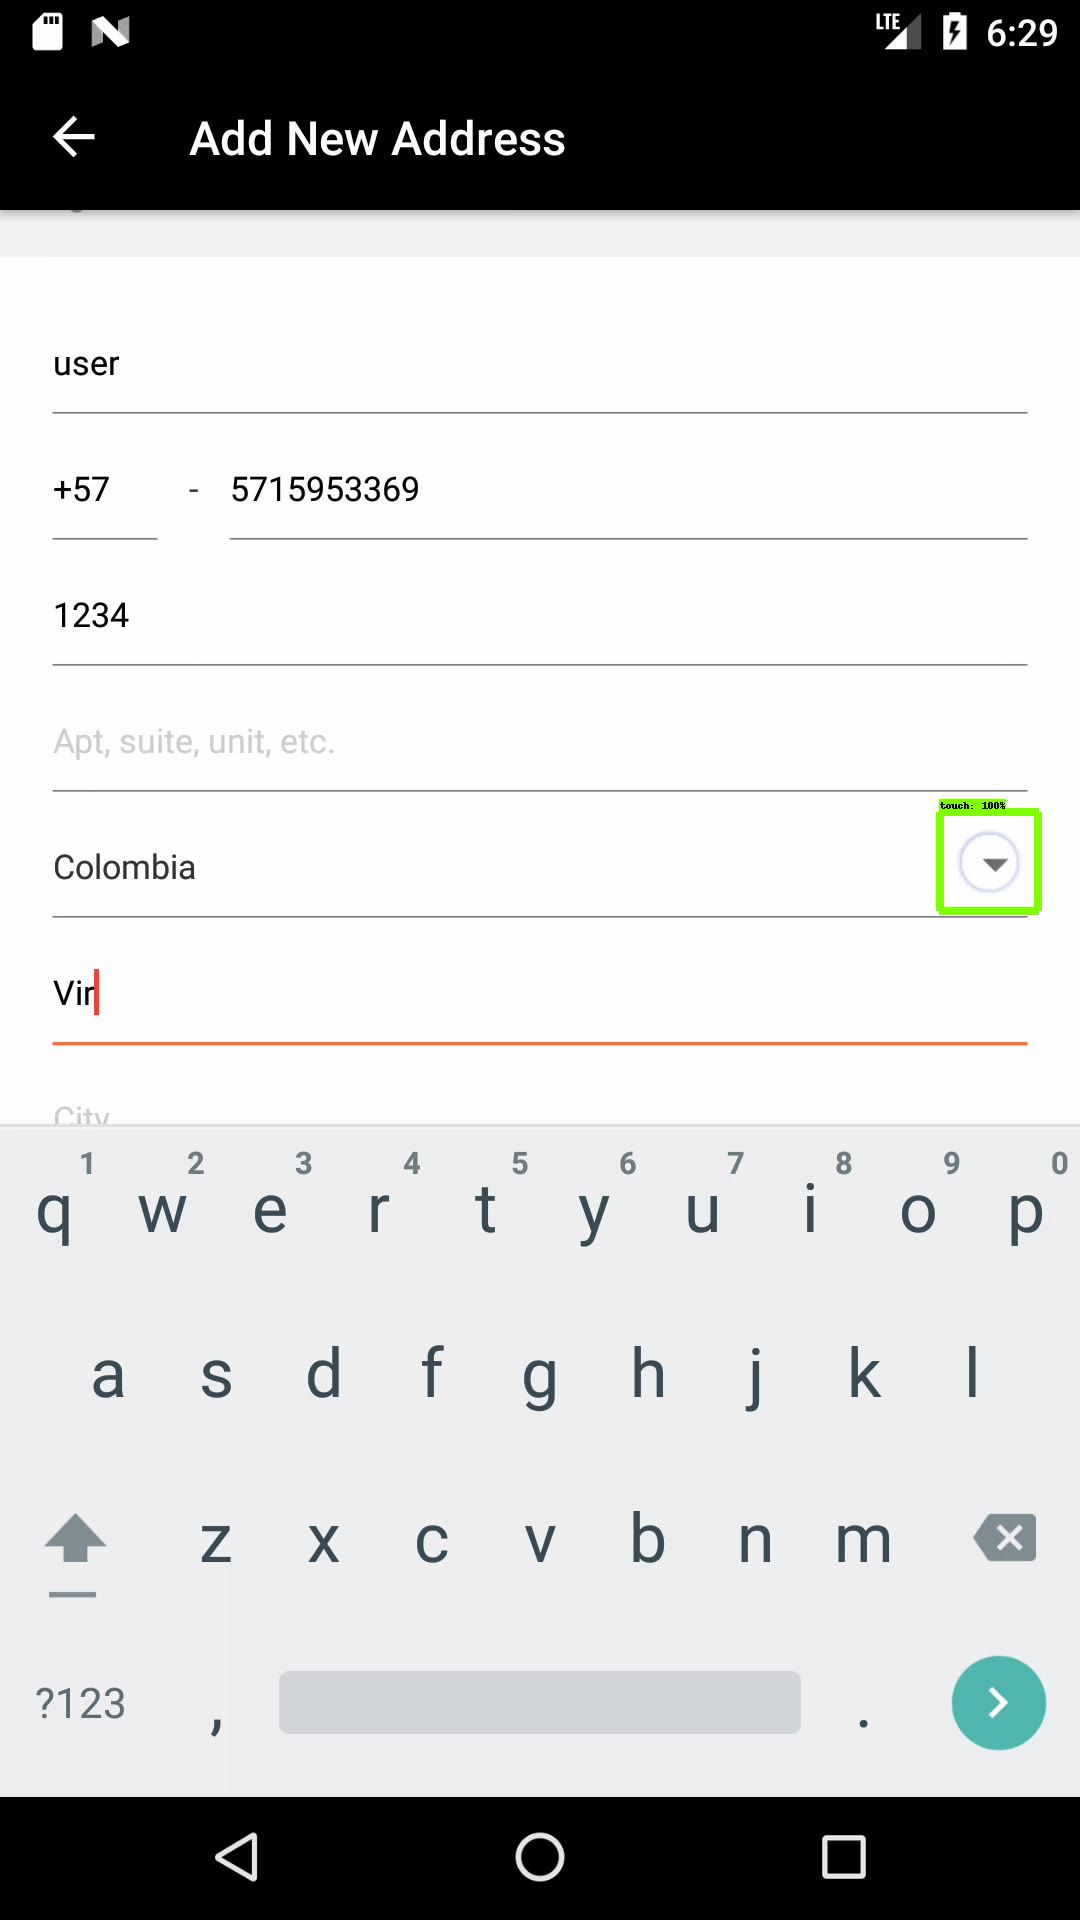 LTE 6:29
Add New Address
user
+57 - 5715953369
1234
Apt, suite, unit, etc.
touch: 100%
Colombia
Vir
City
1 2 3 4 5 6 7 8 9 0
q w e r t y u i o p
a s d f g h j k l
z x c v b n m
?123 , .